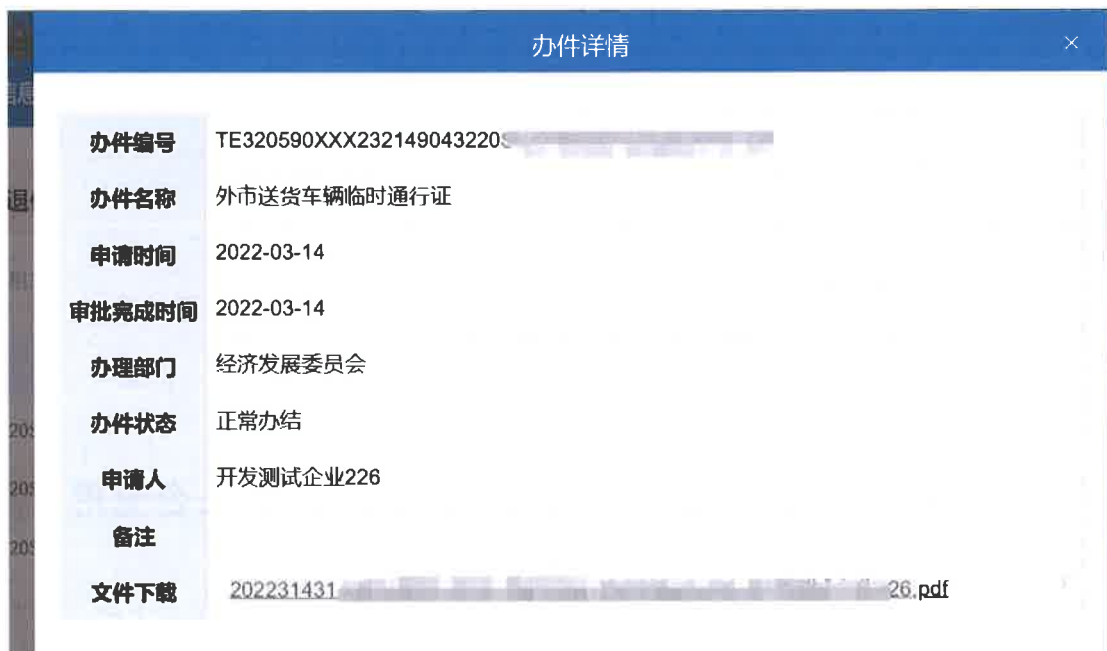 办件详情
办件编号 TE320590XXX232149043220S
办件名称 外市送货车辆临时通行证
申请时间 2022-03-14
审批完成时间 2022-03-14
办理部门 经济发展委员会
办件状态 正常办结
申请人 开发测试企业226
备注
文件下载 202231431 26.pdf